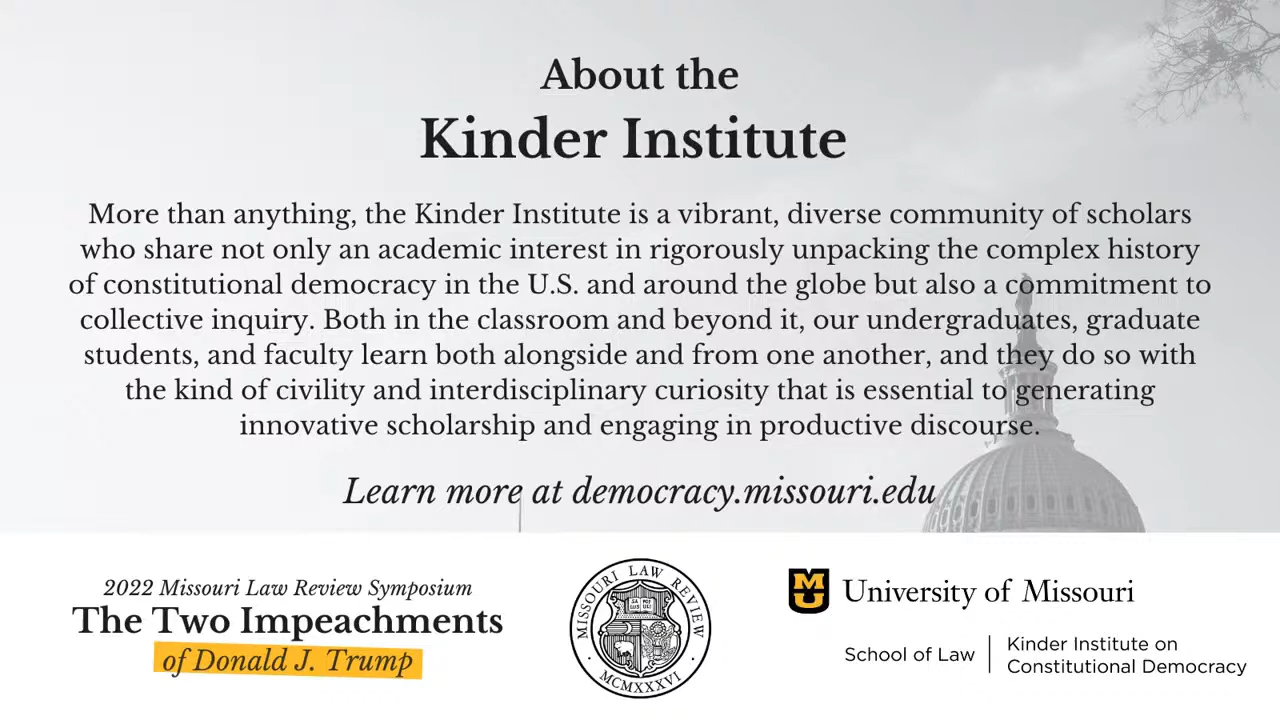 About the
Kinder Institute
More than anything, the Kinder Institute is a vibrant, diverse community of scholars
who share not only an academic interest in rigorously unpacking the complex history
of constitutional democracy in the U.S. and around the globe but also a commitment to
collective inquiry. Both in the classroom and beyond it, our undergraduates, graduate
students, and faculty learn both alongside and from one another, and they do so with
the kind of civility and interdisciplinary curiosity that is essential to generating
innovative scholarship and engaging in productive discourse.
Learn more at democracy.missouri.edu
2022 Missouri Law Review Symposium
The Two Impeachments
of Donald J. Trump
MISSOURI LAW REVIEW
MCMXXXVI
MU
University of Missouri
School of Law
Kinder Institute on
Constitutional Democracy